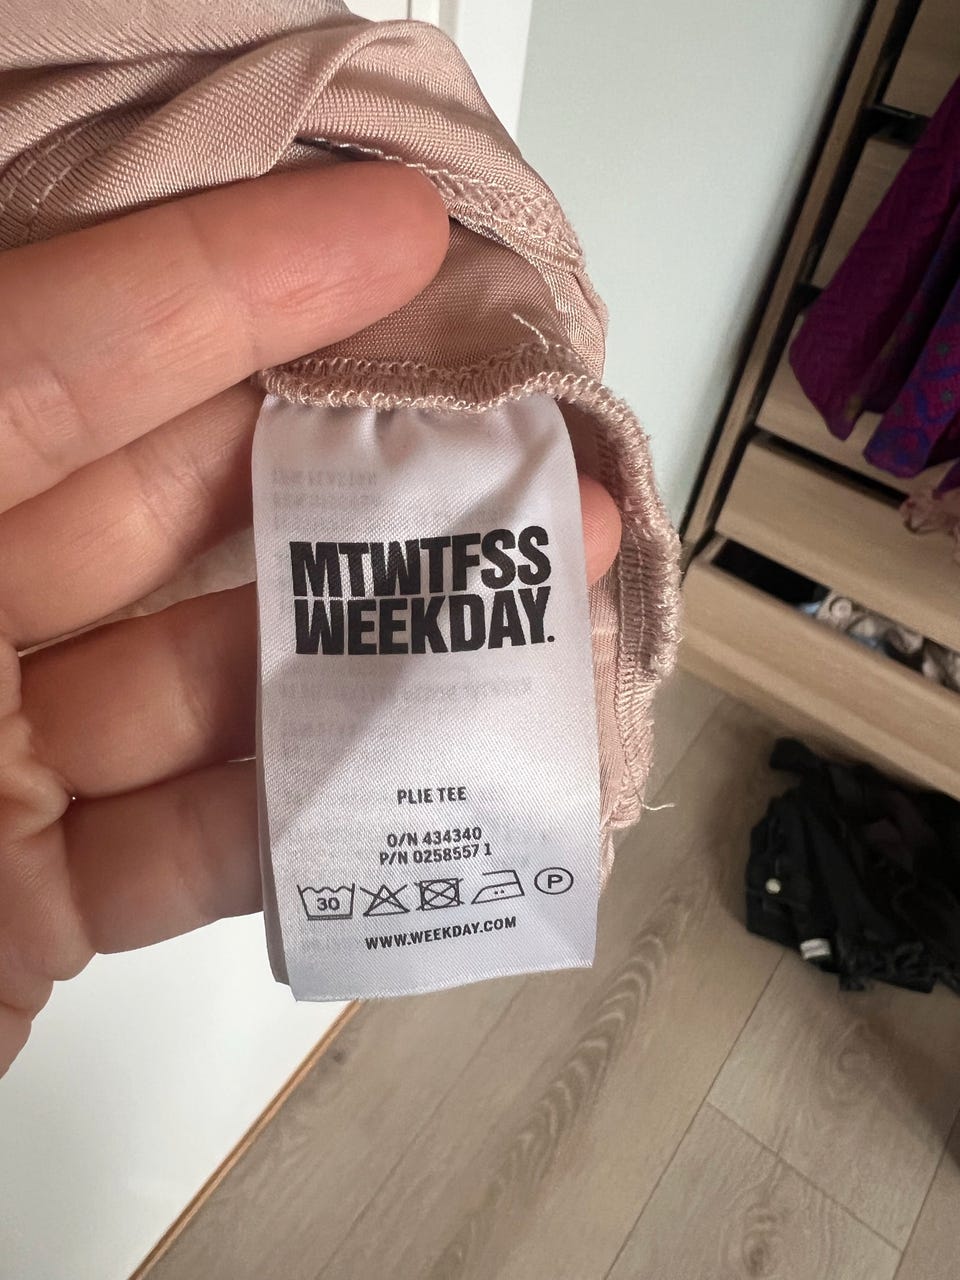 MTWTFSS
WEEKDAY.
PLIE TEE
O/N 434340
P/N 0258557 1
30 P
WWW.WEEKDAY.COM